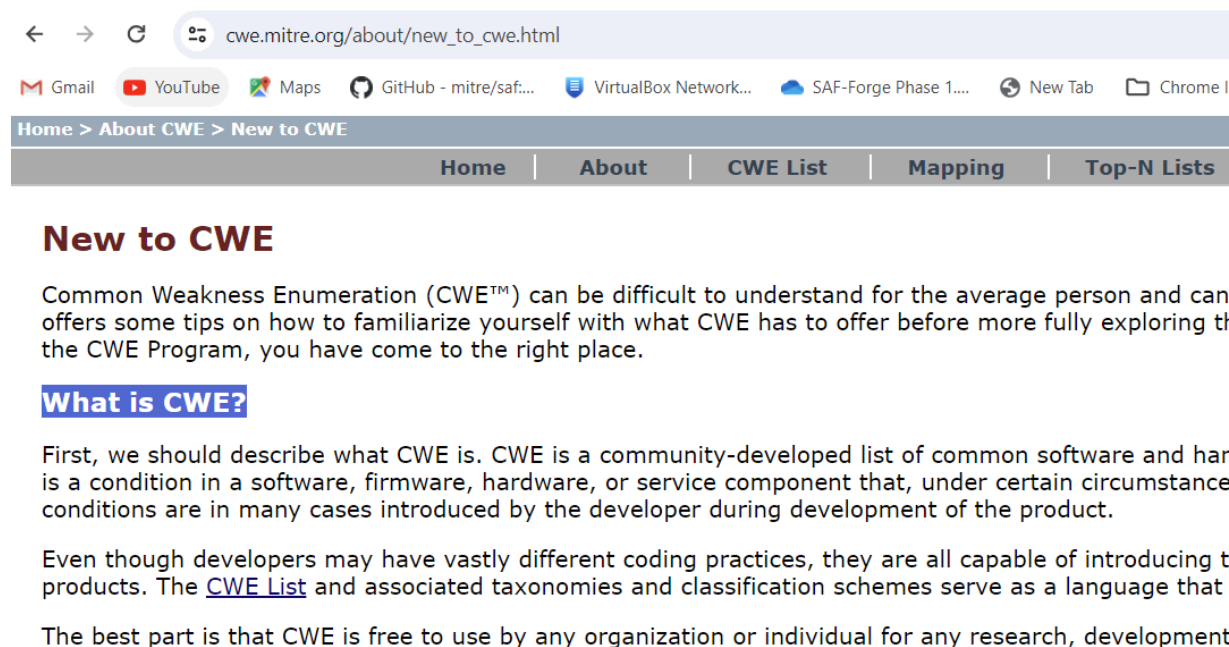 cwe.mitre.org/about/new_to_cwe.html
Gmail YouTube Maps GitHub - mitre/saf:... VirtualBox Network... SAF-Forge Phase 1.... New Tab Chrome
Home > About CWE > New to CWE
Home About CWE List Mapping Top-N Lists
New to CWE
Common Weakness Enumeration (CWE™) can be difficult to understand for the average person and can
offers some tips on how to familiarize yourself with what CWE has to offer before more fully exploring
the CWE Program, you have come to the right place.
What is CWE?
First, we should describe what CWE is. CWE is a community-developed list of common software and
is a condition in a software, firmware, hardware, or service component that, under certain circumstance
conditions are in many cases introduced by the developer during development of the product.
Even though developers may have vastly different coding practices, they are all capable of introducing
products. The CWE List and associated taxonomies and classification schemes serve as a language that
The best part is that CWE is free to use by any organization or individual for any research, development